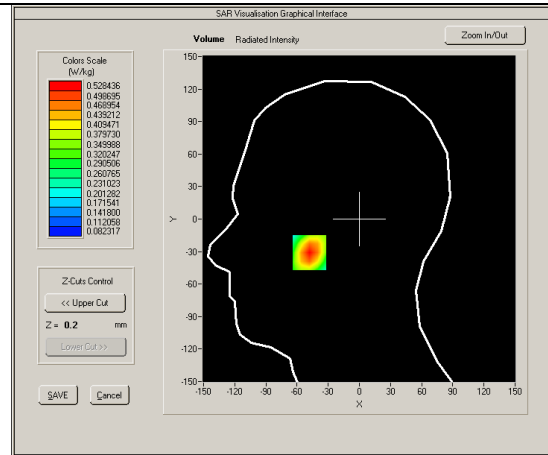 SAR Visualisation Graphical Interface
Volume Radiated Intensity
Zoom In/Out
Colors Scale
(W/kg)
0.528436
0.498695
0.468954
0.439212
0.409471
0.379730
0.349988
0.320247
0.290506
0.260765
0.231023
0.201282
0.171541
0.141800
0.112058
0.082317
Z-Cuts Control
<< Upper Cut
Z = 0.2 mm
Lower Cut >>
SAVE Cancel
150
120
90
60
30
0
-30
-60
-90
-120
-150
Y
-150 -120 -90 -60 -30 0 30 60 90 120 150
X